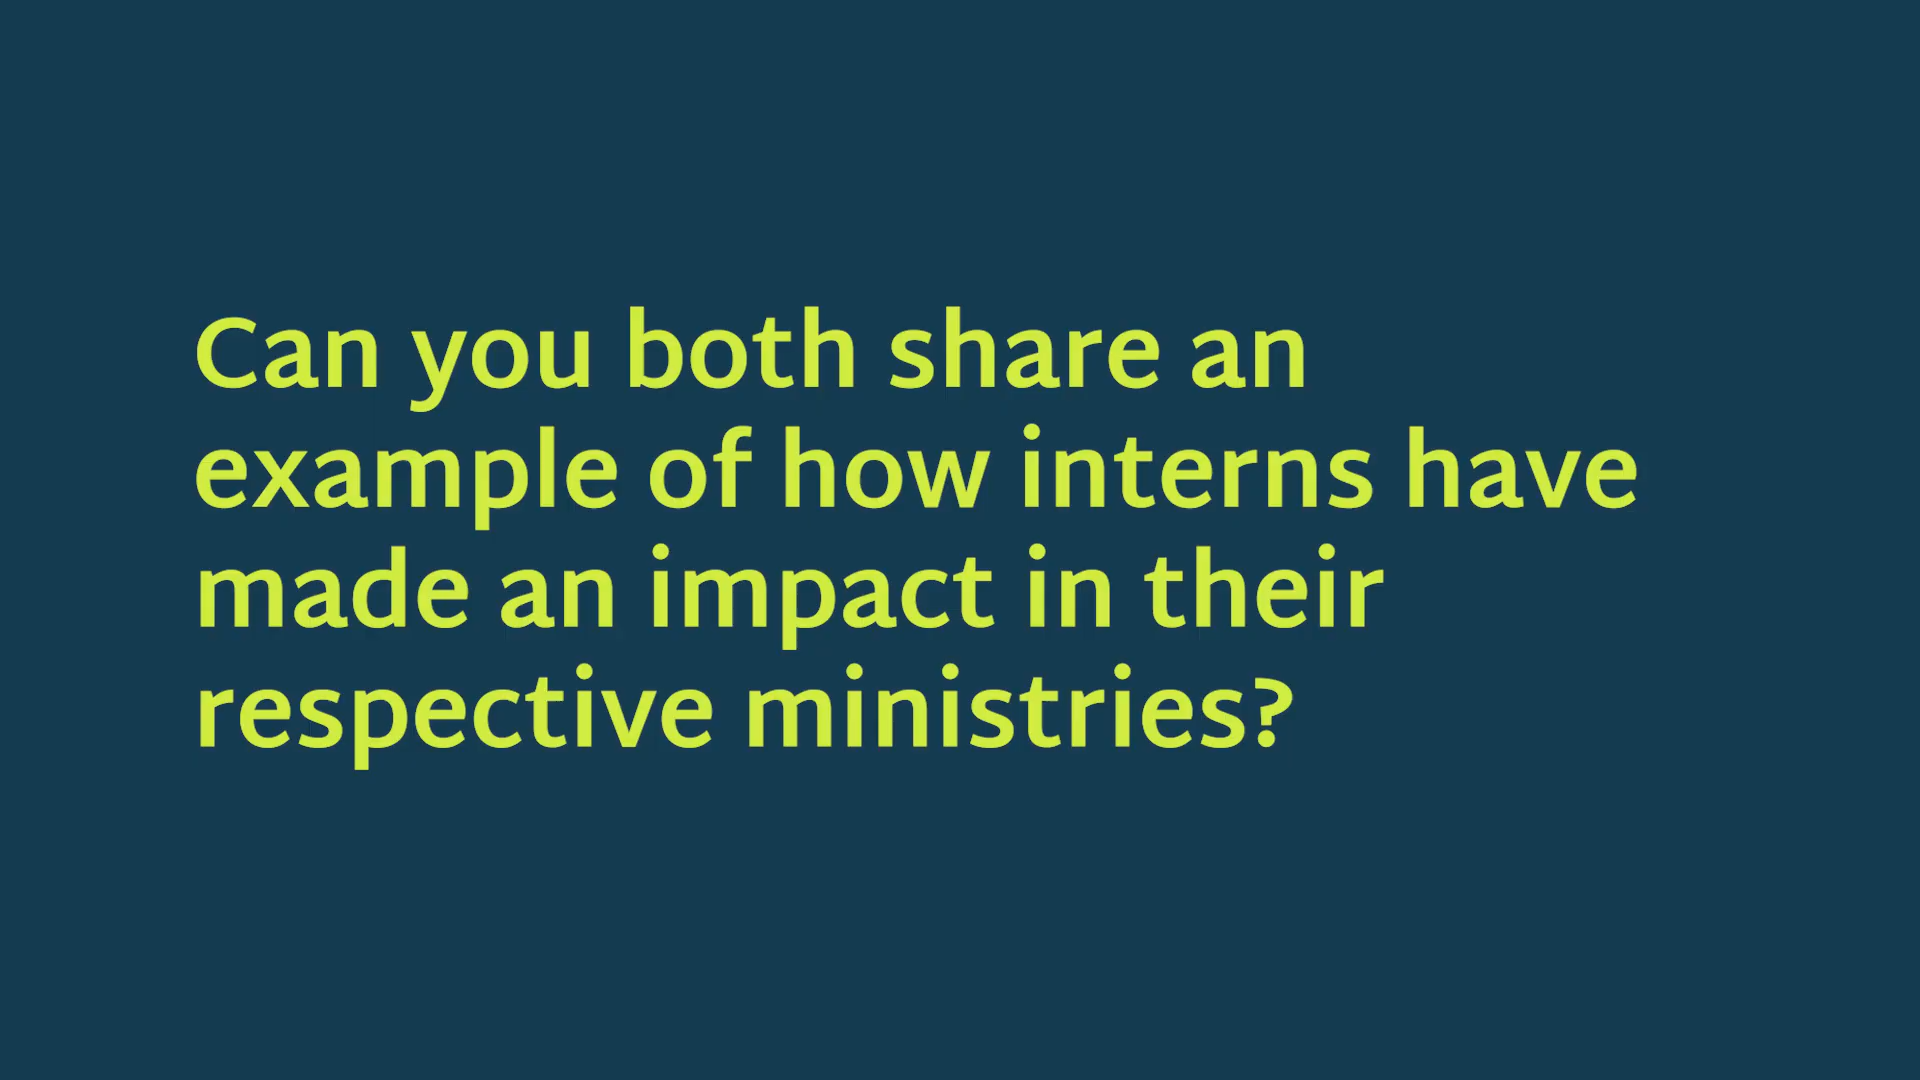 Can you both share an
example of how interns have
made an impact in their
respective ministries?